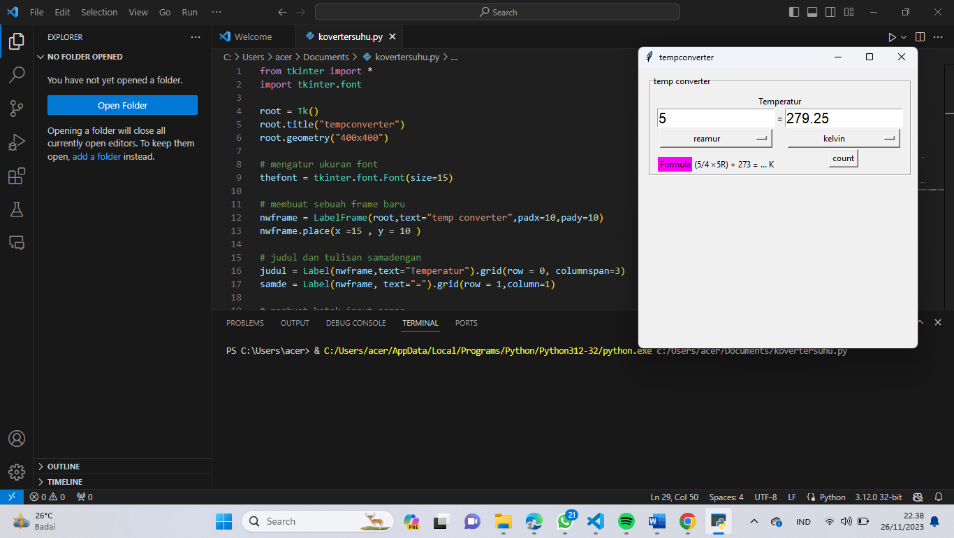 File Edit Selection View Go Run ··· Search
EXPLORER ···
NO FOLDER OPENED
You have not yet opened a folder.
Open Folder
Opening a folder will close all
currently open editors. To keep them
open, add a folder instead.
OUTLINE
TIMELINE
Welcome kovertersuhu.py
C: > Users > acer > Documents > kovertersuhu.py > ...
1 from tkinter import *
2 import tkinter.font
3
4 root = Tk()
5 root.title("tempconverter")
6 root.geometry("400x400")
7
8 # mengatur ukuran font
9 thefont = tkinter.font.Font(size=15)
10
11 # membuat sebuah frame baru
12 nwframe = LabelFrame(root,text="temp converter",padx=10,pady=10)
13 nwframe.place(x =15 , y = 10 )
14
15 # judul dan tulisan samadengan
16 judul = Label(nwframe,text="Temperatur").grid(row = 0, columnspan=3)
17 samde = Label(nwframe, text="=").grid(row = 1,column=1)
18
PROBLEMS OUTPUT DEBUG CONSOLE TERMINAL PORTS
PS C:\Users\acer> & C:/Users/acer/AppData/Local/Programs/Python/Python312-32/python.exe c:/Users/acer/Documents/kovertersuhu.py
tempconverter
temp converter
Temperatur
5 = 279.25
reamur kelvin
count
Formula (5/4 × 5R) + 273 = ... K
0 0 0 Ln 29, Col 50 Spaces: 4 UTF-8 LF Python 3.12.0 32-bit
26°C
Badai
Search
PRE
21
IND
22.38
26/11/2023